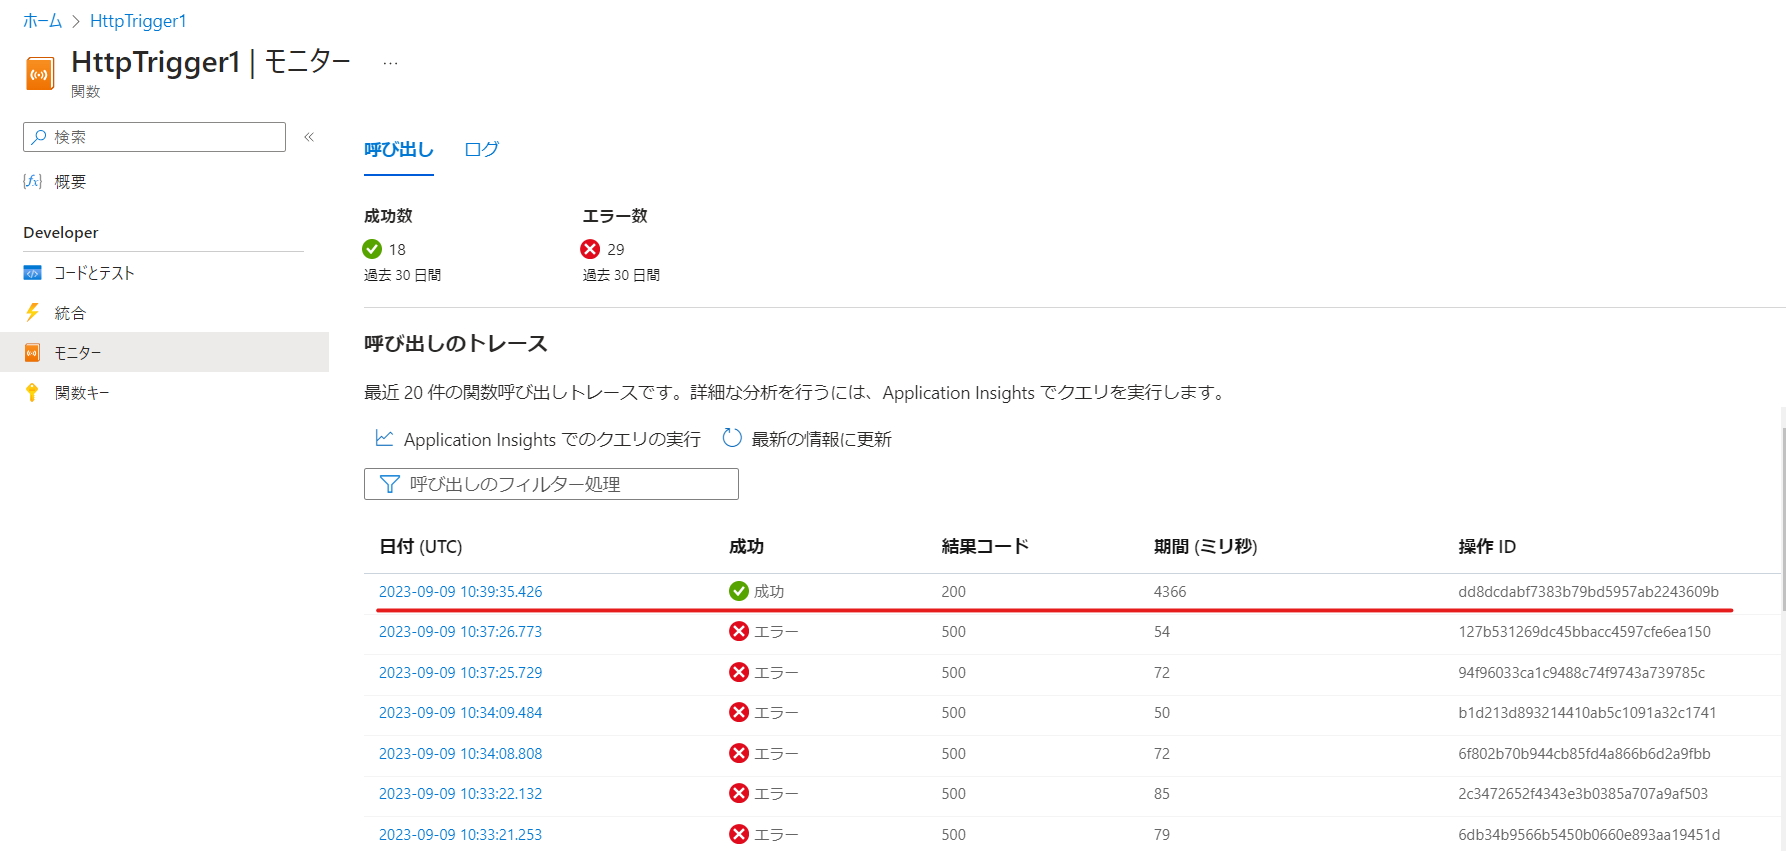 ホーム > HttpTrigger1
HttpTrigger1 | モニター ...
関数
検索 «
概要
Developer
コードとテスト
統合
モニター
関数キー
呼び出し ログ
成功数 エラー数
18 29
過去 30 日間 過去 30 日間
呼び出しのトレース
最近 20 件の関数呼び出しトレースです。詳細な分析を行うには、Application Insights でクエリを実行します。
Application Insights でのクエリの実行 最新の情報に更新
呼び出しのフィルター処理
日付 (UTC) 成功 結果コード 期間 (ミリ秒) 操作 ID
2023-09-09 10:39:35.426 成功 200 4366 dd8dcdabf7383b79bd5957ab2243609b
2023-09-09 10:37:26.773 エラー 500 54 127b531269dc45bbacc4597cfe6ea150
2023-09-09 10:37:25.729 エラー 500 72 94f96033ca1c9488c74f9743a739785c
2023-09-09 10:34:09.484 エラー 500 50 b1d213d893214410ab5c1091a32c1741
2023-09-09 10:34:08.808 エラー 500 72 6f802b70b944cb85fd4a866b6d2a9fbb
2023-09-09 10:33:22.132 エラー 500 85 2c3472652f4343e3b0385a707a9af503
2023-09-09 10:33:21.253 エラー 500 79 6db34b9566b5450b0660e893aa19451d